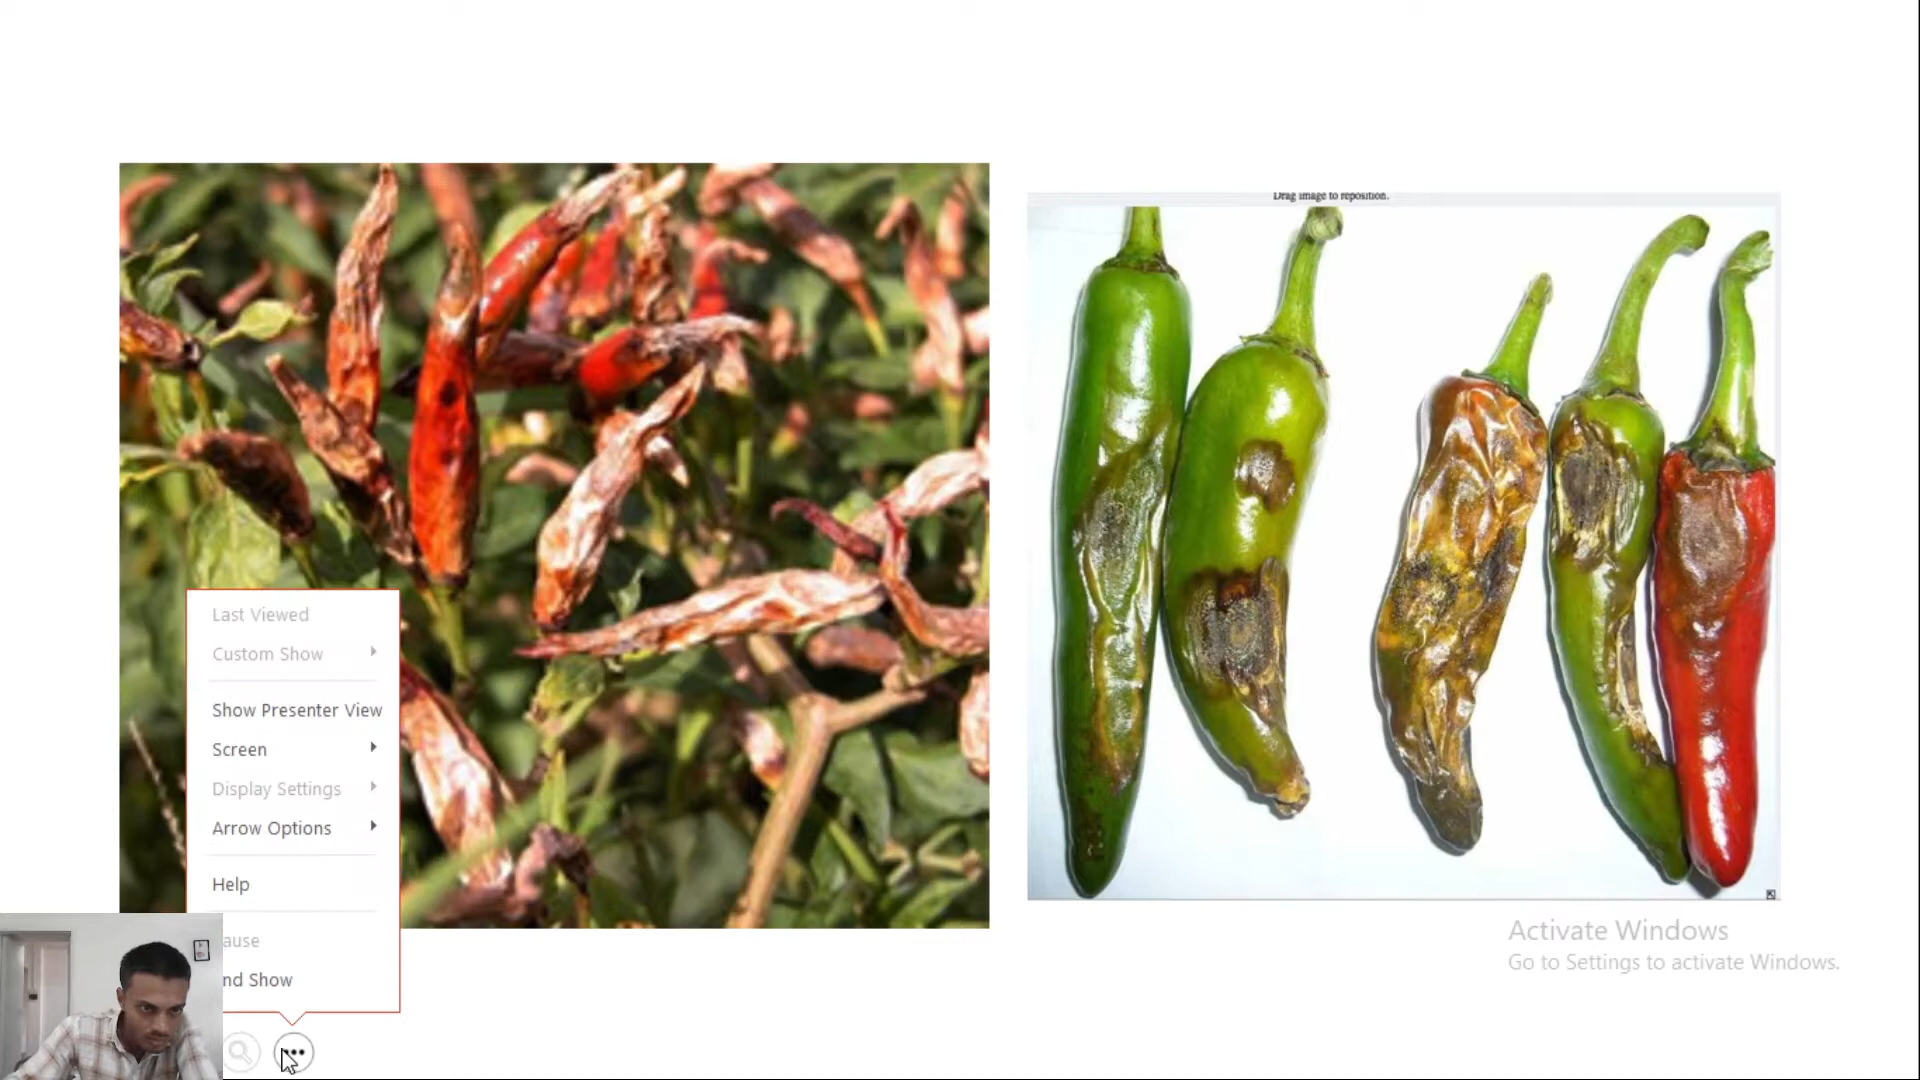 Drag image to reposition.
Last Viewed
Custom Show
Show Presenter View
Screen
Display Settings
Arrow Options
Help
ause
nd Show
Activate Windows
Go to Settings to activate Windows.